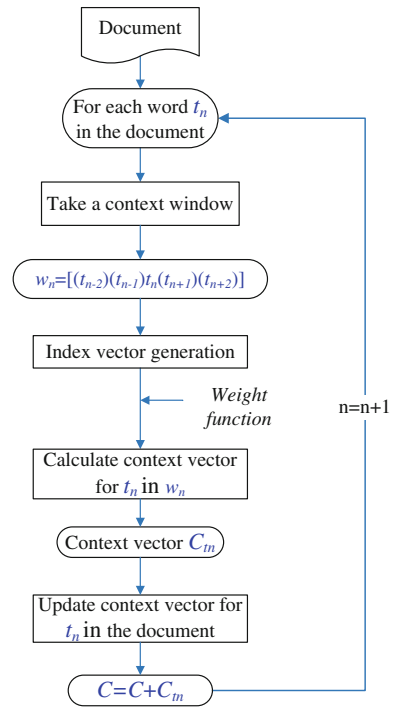 Document
For each word tₙ
in the document
Take a context window
wₙ=[(tₙ₋₂)(tₙ₋₁)tₙ(tₙ₊₁)(tₙ₊₂)]
Index vector generation
Weight
function
n=n+1
Calculate context vector
for tₙ in wₙ
Context vector Cₜₙ
Update context vector for
tₙ in the document
C=C+Cₜₙ